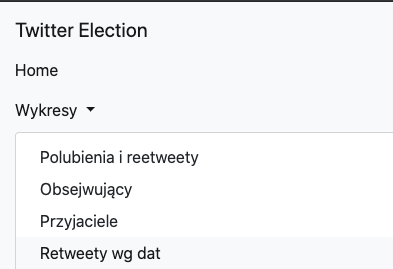 Twitter Election
Home
Wykresy
Polubienia i reetweety
Obsejwujący
Przyjaciele
Retweety wg dat